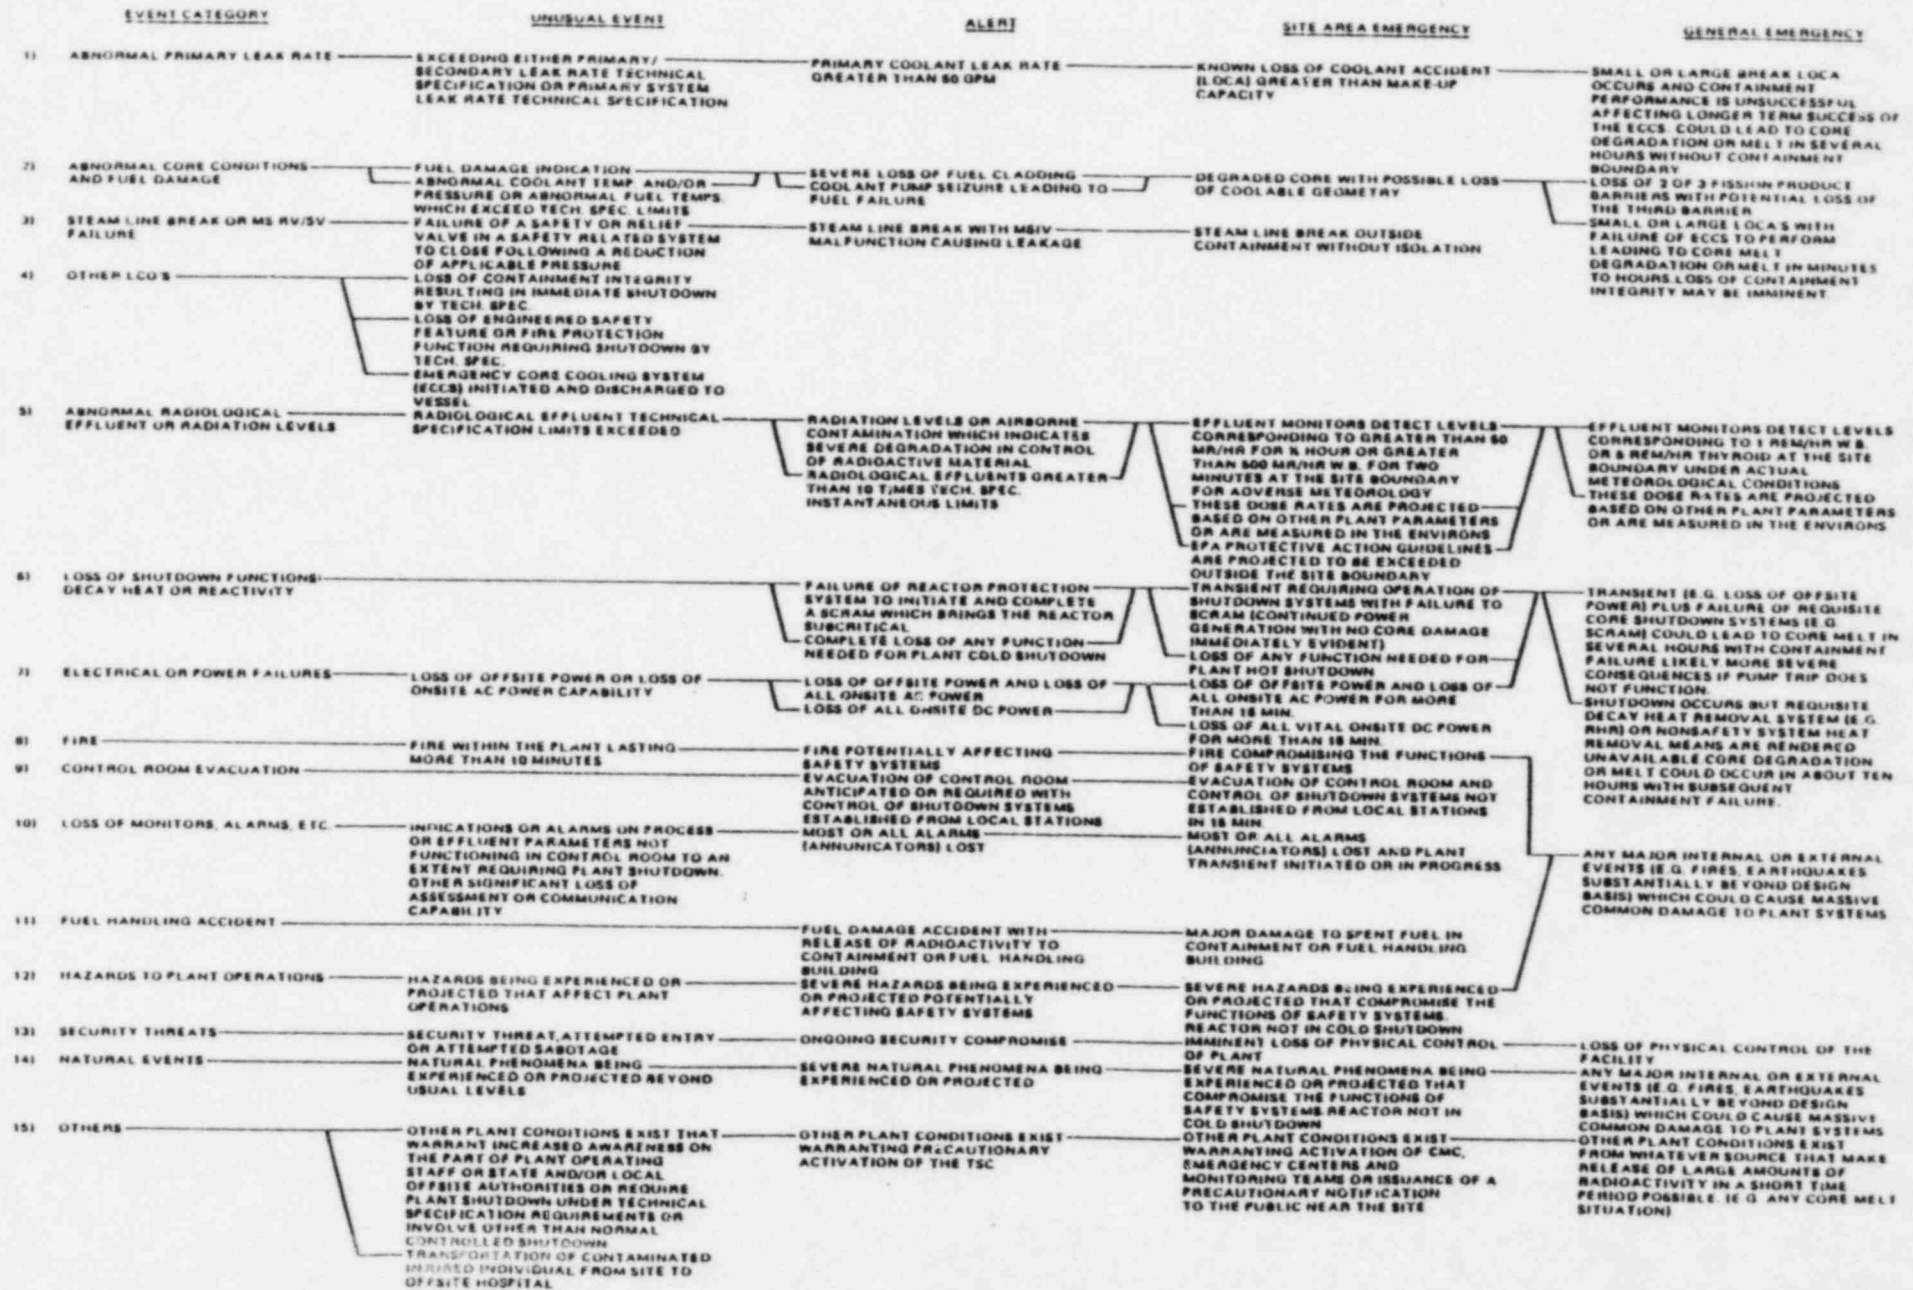 EVENT CATEGORY
UNUSUAL EVENT
ALERT
SITE AREA EMERGENCY
GENERAL EMERGENCY
1) ABNORMAL PRIMARY LEAK RATE
EXCEEDING EITHER PRIMARY/
SECONDARY LEAK RATE TECHNICAL
SPECIFICATION OR PRIMARY SYSTEM
LEAK RATE TECHNICAL SPECIFICATION
PRIMARY COOLANT LEAK RATE
GREATER THAN 50 GPM
KNOWN LOSS OF COOLANT ACCIDENT
(LOCA) GREATER THAN MAKE-UP
CAPACITY
SMALL OR LARGE BREAK LOCA
OCCURS AND CONTAINMENT
PERFORMANCE IS UNSUCCESSFUL
AFFECTING LONGER TERM SUCCESS OF
THE ECCS. COULD LEAD TO CORE
DEGRADATION OR MELT IN SEVERAL
HOURS WITHOUT CONTAINMENT
BOUNDARY
2) ABNORMAL CORE CONDITIONS
AND FUEL DAMAGE
FUEL DAMAGE INDICATION
ABNORMAL COOLANT TEMP. AND/OR
PRESSURE OR ABNORMAL FUEL TEMPS.
WHICH EXCEED TECH. SPEC. LIMITS
SEVERE LOSS OF FUEL CLADDING
COOLANT PUMP SEIZURE LEADING TO
FUEL FAILURE
DEGRADED CORE WITH POSSIBLE LOSS
OF COOLABLE GEOMETRY
LOSS OF 2 OF 3 FISSION PRODUCT
BARRIERS WITH POTENTIAL LOSS OF
THE THIRD BARRIER
SMALL OR LARGE LOCA'S WITH
FAILURE OF ECCS TO PERFORM
LEADING TO CORE MELT
DEGRADATION OR MELT IN MINUTES
TO HOURS. LOSS OF CONTAINMENT
INTEGRITY MAY BE IMMINENT.
3) STEAM LINE BREAK OR MS RV/SV
FAILURE
FAILURE OF A SAFETY OR RELIEF
VALVE IN A SAFETY RELATED SYSTEM
TO CLOSE FOLLOWING A REDUCTION
OF APPLICABLE PRESSURE
STEAM LINE BREAK WITH MSIV
MALFUNCTION CAUSING LEAKAGE
STEAM LINE BREAK OUTSIDE
CONTAINMENT WITHOUT ISOLATION
4) OTHER LCO'S
LOSS OF CONTAINMENT INTEGRITY
RESULTING IN IMMEDIATE SHUTDOWN
BY TECH. SPEC.
LOSS OF ENGINEERED SAFETY
FEATURE OR FIRE PROTECTION
FUNCTION REQUIRING SHUTDOWN BY
TECH. SPEC.
EMERGENCY CORE COOLING SYSTEM
(ECCS) INITIATED AND DISCHARGED TO
VESSEL
5) ABNORMAL RADIOLOGICAL
EFFLUENT OR RADIATION LEVELS
RADIOLOGICAL EFFLUENT TECHNICAL
SPECIFICATION LIMITS EXCEEDED
RADIATION LEVELS OR AIRBORNE
CONTAMINATION WHICH INDICATES
SEVERE DEGRADATION IN CONTROL
OF RADIOACTIVE MATERIAL
RADIOLOGICAL EFFLUENTS GREATER
THAN 10 TIMES TECH. SPEC.
INSTANTANEOUS LIMITS
EFFLUENT MONITORS DETECT LEVELS
CORRESPONDING TO GREATER THAN 50
MR/HR FOR ½ HOUR OR GREATER
THAN 500 MR/HR W.B. FOR TWO
MINUTES AT THE SITE BOUNDARY
FOR ADVERSE METEOROLOGY
THESE DOSE RATES ARE PROJECTED
BASED ON OTHER PLANT PARAMETERS
OR ARE MEASURED IN THE ENVIRONS
EPA PROTECTIVE ACTION GUIDELINES
ARE PROJECTED TO BE EXCEEDED
OUTSIDE THE SITE BOUNDARY
EFFLUENT MONITORS DETECT LEVELS
CORRESPONDING TO 1 REM/HR W.B.
OR 5 REM/HR THYROID AT THE SITE
BOUNDARY UNDER ACTUAL
METEOROLOGICAL CONDITIONS
THESE DOSE RATES ARE PROJECTED
BASED ON OTHER PLANT PARAMETERS
OR ARE MEASURED IN THE ENVIRONS
6) LOSS OF SHUTDOWN FUNCTIONS:
DECAY HEAT OR REACTIVITY
FAILURE OF REACTOR PROTECTION
SYSTEM TO INITIATE AND COMPLETE
A SCRAM WHICH BRINGS THE REACTOR
SUBCRITICAL
COMPLETE LOSS OF ANY FUNCTION
NEEDED FOR PLANT COLD SHUTDOWN
TRANSIENT REQUIRING OPERATION OF
SHUTDOWN SYSTEMS WITH FAILURE TO
SCRAM (CONTINUED POWER
GENERATION WITH NO CORE DAMAGE
IMMEDIATELY EVIDENT)
LOSS OF ANY FUNCTION NEEDED FOR
PLANT HOT SHUTDOWN
TRANSIENT (E.G. LOSS OF OFFSITE
POWER) PLUS FAILURE OF REQUISITE
CORE SHUTDOWN SYSTEMS (E.G.
SCRAM) COULD LEAD TO CORE MELT IN
SEVERAL HOURS WITH CONTAINMENT
FAILURE LIKELY MORE SEVERE
CONSEQUENCES IF PUMP TRIP DOES
NOT FUNCTION.
SHUTDOWN OCCURS BUT REQUISITE
DECAY HEAT REMOVAL SYSTEM (E.G.
RHR) OR NONSAFETY SYSTEM HEAT
REMOVAL MEANS ARE RENDERED
UNAVAILABLE CORE DEGRADATION
OR MELT COULD OCCUR IN ABOUT TEN
HOURS WITH SUBSEQUENT
CONTAINMENT FAILURE.
7) ELECTRICAL OR POWER FAILURES
LOSS OF OFFSITE POWER OR LOSS OF
ONSITE AC POWER CAPABILITY
LOSS OF OFFSITE POWER AND LOSS OF
ALL ONSITE AC POWER
LOSS OF ALL ONSITE DC POWER
LOSS OF OFFSITE POWER AND LOSS OF
ALL ONSITE AC POWER FOR MORE
THAN 15 MIN.
LOSS OF ALL VITAL ONSITE DC POWER
FOR MORE THAN 15 MIN.
8) FIRE
FIRE WITHIN THE PLANT LASTING
MORE THAN 10 MINUTES
FIRE POTENTIALLY AFFECTING
SAFETY SYSTEMS
FIRE COMPROMISING THE FUNCTIONS
OF SAFETY SYSTEMS
9) CONTROL ROOM EVACUATION
EVACUATION OF CONTROL ROOM
ANTICIPATED OR REQUIRED WITH
CONTROL OF SHUTDOWN SYSTEMS
ESTABLISHED FROM LOCAL STATIONS
EVACUATION OF CONTROL ROOM AND
CONTROL OF SHUTDOWN SYSTEMS NOT
ESTABLISHED FROM LOCAL STATIONS
IN 15 MIN.
10) LOSS OF MONITORS, ALARMS, ETC.
INDICATIONS OR ALARMS ON PROCESS
OR EFFLUENT PARAMETERS NOT
FUNCTIONING IN CONTROL ROOM TO AN
EXTENT REQUIRING PLANT SHUTDOWN.
OTHER SIGNIFICANT LOSS OF
ASSESSMENT OR COMMUNICATION
CAPABILITY
MOST OR ALL ALARMS
(ANNUNICATORS) LOST
MOST OR ALL ALARMS
(ANNUNCIATORS) LOST AND PLANT
TRANSIENT INITIATED OR IN PROGRESS
ANY MAJOR INTERNAL OR EXTERNAL
EVENTS (E.G. FIRES, EARTHQUAKES
SUBSTANTIALLY BEYOND DESIGN
BASIS) WHICH COULD CAUSE MASSIVE
COMMON DAMAGE TO PLANT SYSTEMS
11) FUEL HANDLING ACCIDENT
FUEL DAMAGE ACCIDENT WITH
RELEASE OF RADIOACTIVITY TO
CONTAINMENT OR FUEL HANDLING
BUILDING
MAJOR DAMAGE TO SPENT FUEL IN
CONTAINMENT OR FUEL HANDLING
BUILDING
12) HAZARDS TO PLANT OPERATIONS
HAZARDS BEING EXPERIENCED OR
PROJECTED THAT AFFECT PLANT
OPERATIONS
SEVERE HAZARDS BEING EXPERIENCED
OR PROJECTED POTENTIALLY
AFFECTING SAFETY SYSTEMS
SEVERE HAZARDS BEING EXPERIENCED
OR PROJECTED THAT COMPROMISE THE
FUNCTIONS OF SAFETY SYSTEMS.
REACTOR NOT IN COLD SHUTDOWN
13) SECURITY THREATS
SECURITY THREAT, ATTEMPTED ENTRY
OR ATTEMPTED SABOTAGE
ONGOING SECURITY COMPROMISE
IMMINENT LOSS OF PHYSICAL CONTROL
OF PLANT
LOSS OF PHYSICAL CONTROL OF THE
FACILITY
14) NATURAL EVENTS
NATURAL PHENOMENA BEING
EXPERIENCED OR PROJECTED BEYOND
USUAL LEVELS
SEVERE NATURAL PHENOMENA BEING
EXPERIENCED OR PROJECTED
SEVERE NATURAL PHENOMENA BEING
EXPERIENCED OR PROJECTED THAT
COMPROMISE THE FUNCTIONS OF
SAFETY SYSTEMS REACTOR NOT IN
COLD SHUTDOWN
ANY MAJOR INTERNAL OR EXTERNAL
EVENTS (E.G. FIRES, EARTHQUAKES
SUBSTANTIALLY BEYOND DESIGN
BASIS) WHICH COULD CAUSE MASSIVE
COMMON DAMAGE TO PLANT SYSTEMS
15) OTHERS
OTHER PLANT CONDITIONS EXIST THAT
WARRANT INCREASED AWARENESS ON
THE PART OF PLANT OPERATING
STAFF OR STATE AND/OR LOCAL
OFFSITE AUTHORITIES OR REQUIRE
PLANT SHUTDOWN UNDER TECHNICAL
SPECIFICATION REQUIREMENTS OR
INVOLVE OTHER THAN NORMAL
CONTROLLED SHUTDOWN
TRANSPORTATION OF CONTAMINATED
INJURED INDIVIDUAL FROM SITE TO
OFFSITE HOSPITAL
OTHER PLANT CONDITIONS EXIST
WARRANTING PRECAUTIONARY
ACTIVATION OF THE TSC
OTHER PLANT CONDITIONS EXIST
WARRANTING ACTIVATION OF CMC,
EMERGENCY CENTERS AND
MONITORING TEAMS OR ISSUANCE OF A
PRECAUTIONARY NOTIFICATION
TO THE PUBLIC NEAR THE SITE
OTHER PLANT CONDITIONS EXIST
FROM WHATEVER SOURCE THAT MAKE
RELEASE OF LARGE AMOUNTS OF
RADIOACTIVITY IN A SHORT TIME
PERIOD POSSIBLE. (E.G. ANY CORE MELT
SITUATION)